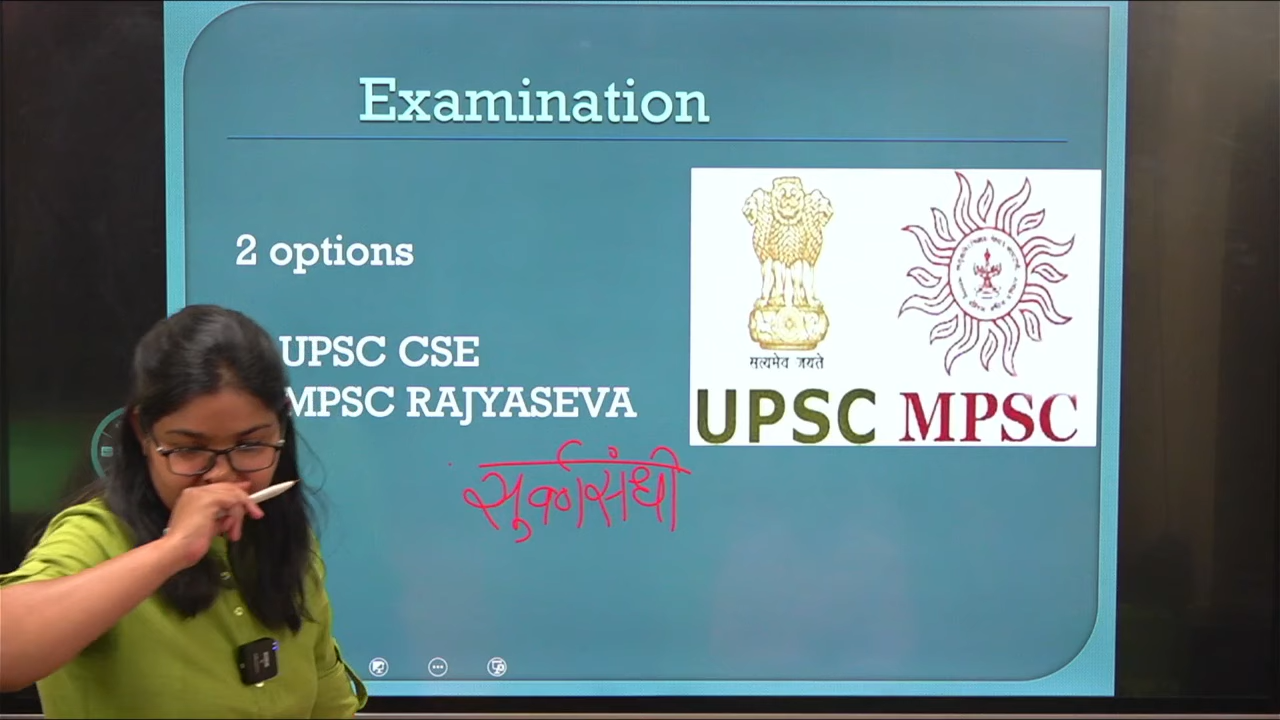 Examination
2 options
UPSC CSE
MPSC RAJYASEVA
सत्यमेव जयते
UPSC MPSC
सुवर्णसंधी